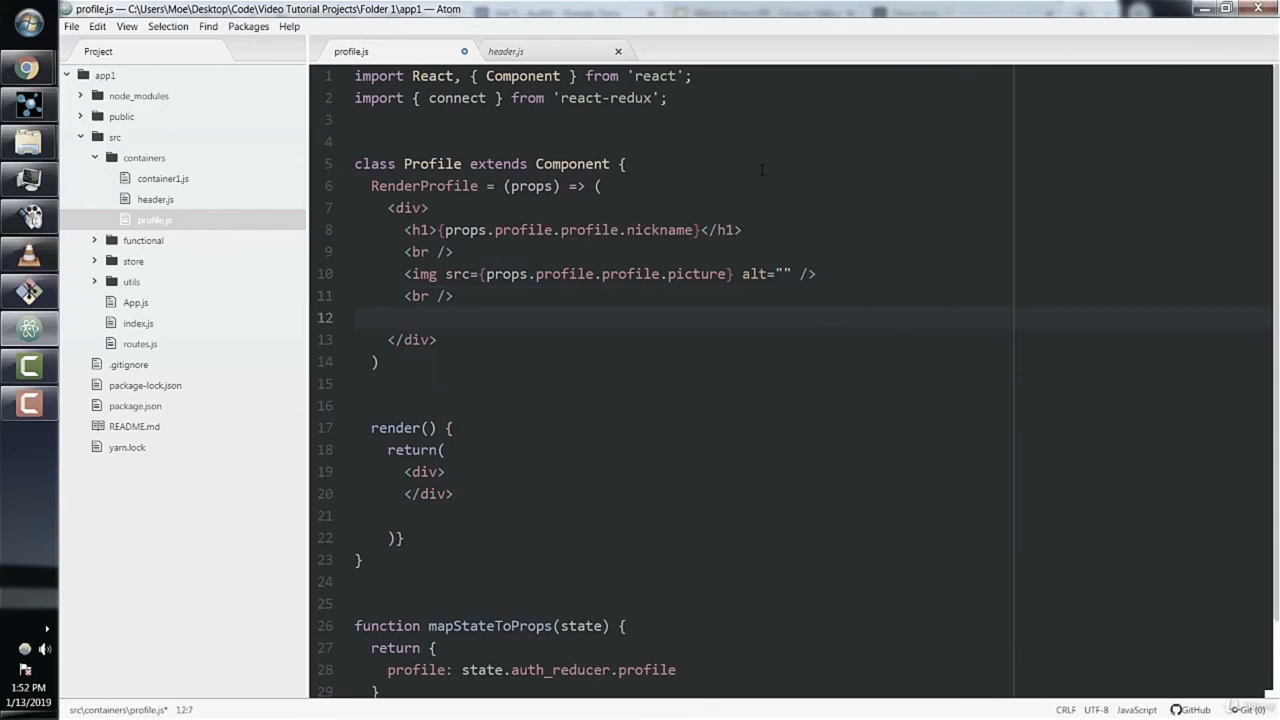 profile.js — C:\Users\Moe\Desktop\Code\Video Tutorial Projects\Folder 1\app1 — Atom
File Edit View Selection Find Packages Help
Project
profile.js
header.js
app1
node_modules
public
src
containers
container1.js
header.js
profile.js
functional
store
utils
App.js
index.js
routes.js
.gitignore
package-lock.json
package.json
README.md
yarn.lock
1 import React, { Component } from 'react';
2 import { connect } from 'react-redux';
3
4
5 class Profile extends Component {
6 RenderProfile = (props) => (
7 <div>
8 <h1>{props.profile.profile.nickname}</h1>
9 <br />
10 <img src={props.profile.profile.picture} alt="" />
11 <br />
12
13 </div>
14 )
15
16
17 render() {
18 return(
19 <div>
20 </div>
21
22 )}
23 }
24
25
26 function mapStateToProps(state) {
27 return {
28 profile: state.auth_reducer.profile
29 }
1:52 PM
1/13/2019
src\containers\profile.js* 12:7
CRLF UTF-8 JavaScript GitHub Git (0)